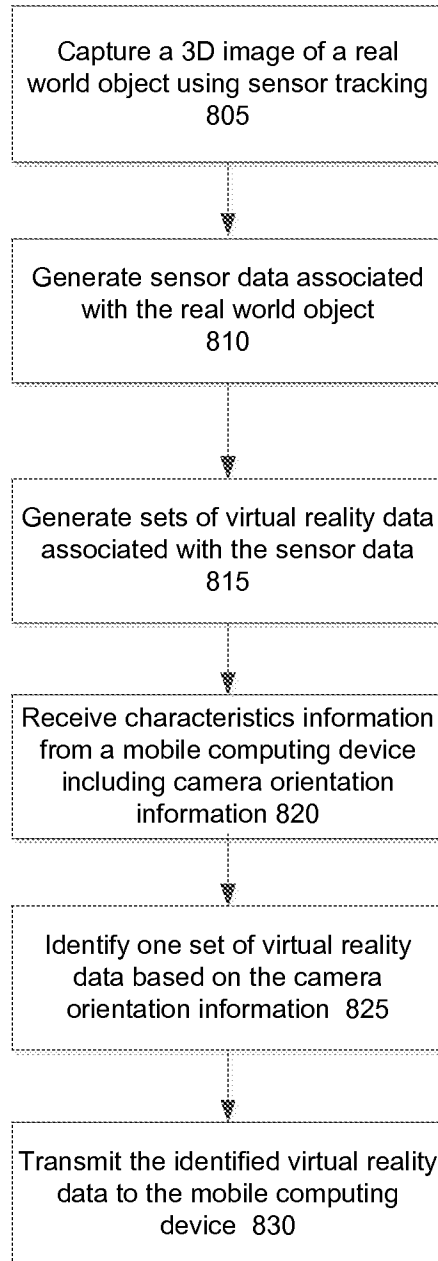 Capture a 3D image of a real
world object using sensor tracking
805
Generate sensor data associated
with the real world object
810
Generate sets of virtual reality data
associated with the sensor data
815
Receive characteristics information
from a mobile computing device
including camera orientation
information 820
Identify one set of virtual reality
data based on the camera
orientation information 825
Transmit the identified virtual reality
data to the mobile computing
device 830